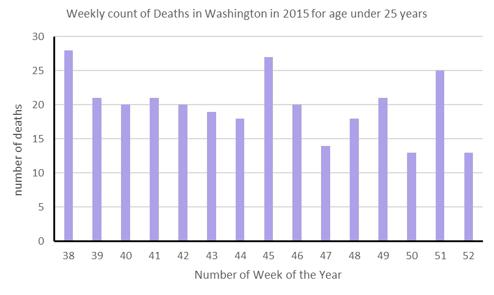 Weekly count of Deaths in Washington in 2015 for age under 25 years
number of deaths
30
25
20
15
10
5
0
38 39 40 41 42 43 44 45 46 47 48 49 50 51 52
Number of Week of the Year